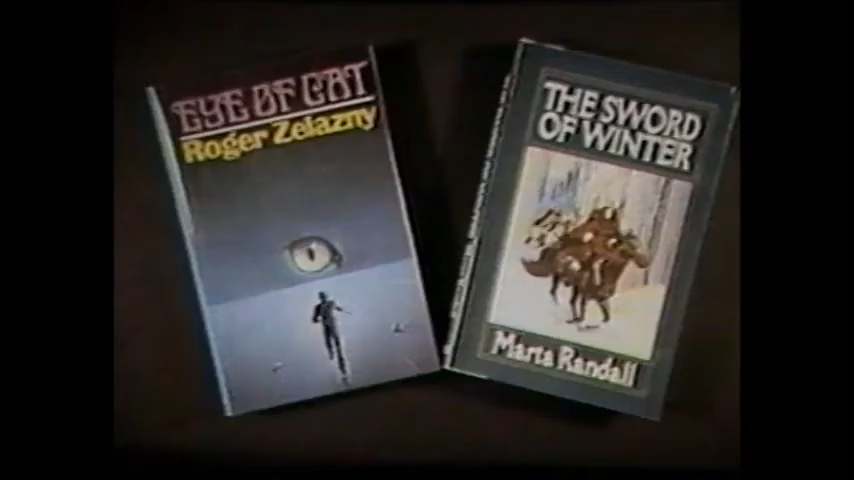 EYE OF CAT
Roger Zelazny
THE SWORD
OF WINTER
Marta Randall